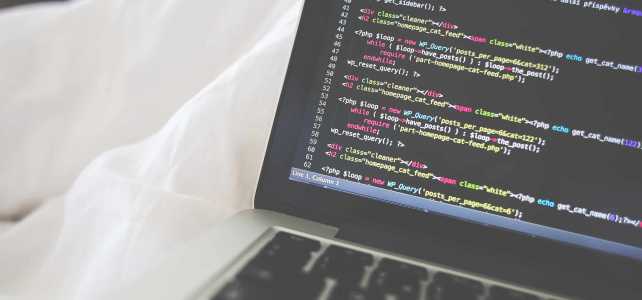 40 get_sidebar(); ?>
další příspěvky
41
42 <div class="cleaner"></div>
43 <h2 class="homepage_cat_feed"><span class="white"><?php echo get_cat_name(
44
45 <?php $loop = new WP_Query('posts_per_page=6&cat=312');
46 while ( $loop->have_posts() ) : $loop->the_post();
47 require ('part-homepage-cat-feed.php');
48 endwhile;
49 wp_reset_query(); ?>
50
51 <div class="cleaner"></div>
52 <h2 class="homepage_cat_feed"><span class="white"><?php echo get_cat_name(122)
53
54 <?php $loop = new WP_Query('posts_per_page=6&cat=122');
55 while ( $loop->have_posts() ) : $loop->the_post();
56 require ('part-homepage-cat-feed.php');
57 endwhile;
58 wp_reset_query(); ?>
59
60 <div class="cleaner"></div>
61 <h2 class="homepage_cat_feed"><span class="white"><?php echo get_cat_name(6);?></
62
<?php $loop = new WP_Query('posts_per_page=6&cat=6');
Line 1, Column 1